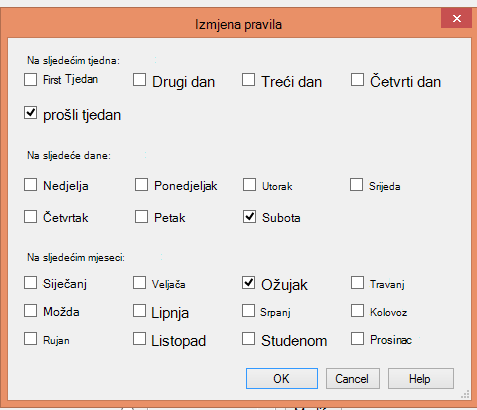 Izmjena pravila
Na sljedećim tjedna:
First Tjedan Drugi dan Treći dan Četvrti dan
prošli tjedan
Na sljedeće dane:
Nedjelja Ponedjeljak Utorak Srijeda
Četvrtak Petak Subota
Na sljedećim mjeseci:
Siječanj Veljača Ožujak Travanj
Možda Lipnja Srpanj Kolovoz
Rujan Listopad Studenom Prosinac
OK Cancel Help